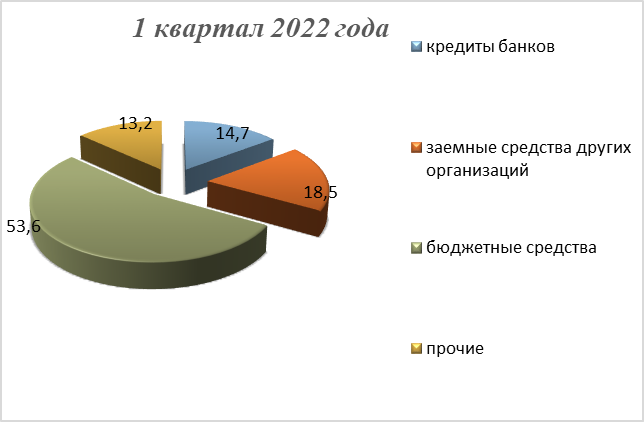 1 квартал 2022 года
кредиты банков
заемные средства других
организаций
бюджетные средства
прочие
13,2
14,7
18,5
53,6